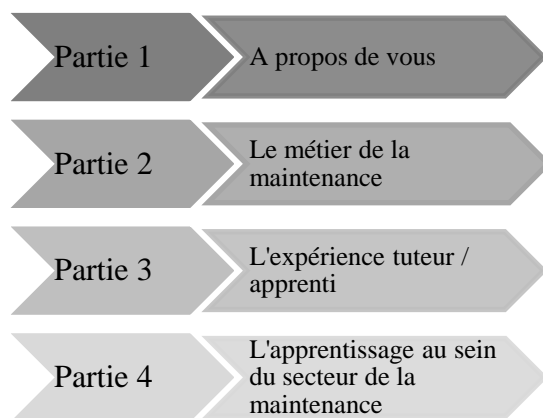 Partie 1
A propos de vous
Partie 2
Le métier de la
maintenance
Partie 3
L'expérience tuteur /
apprenti
Partie 4
L'apprentissage au sein
du secteur de la
maintenance